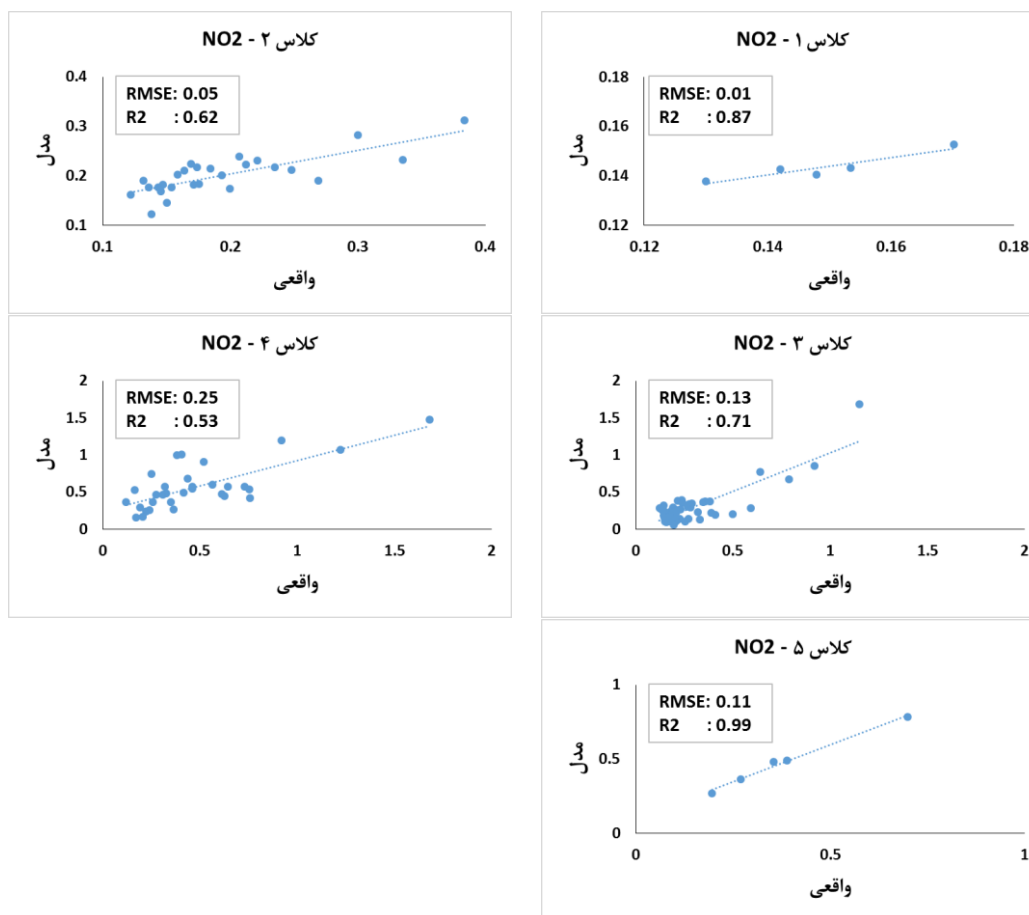 کلاس ۱ - NO2
RMSE: 0.01
R2 : 0.87
مدل
0.18
0.16
0.14
0.12
0.12 0.14 0.16 0.18
واقعی
کلاس ۲ - NO2
RMSE: 0.05
R2 : 0.62
مدل
0.4
0.3
0.2
0.1
0.1 0.2 0.3 0.4
واقعی
کلاس ۳ - NO2
RMSE: 0.13
R2 : 0.71
مدل
2
1.5
1
0.5
0
0 0.5 1 1.5 2
واقعی
کلاس ۴ - NO2
RMSE: 0.25
R2 : 0.53
مدل
2
1.5
1
0.5
0
0 0.5 1 1.5 2
واقعی
کلاس ۵ - NO2
RMSE: 0.11
R2 : 0.99
مدل
1
0.5
0
0 0.5 1
واقعی